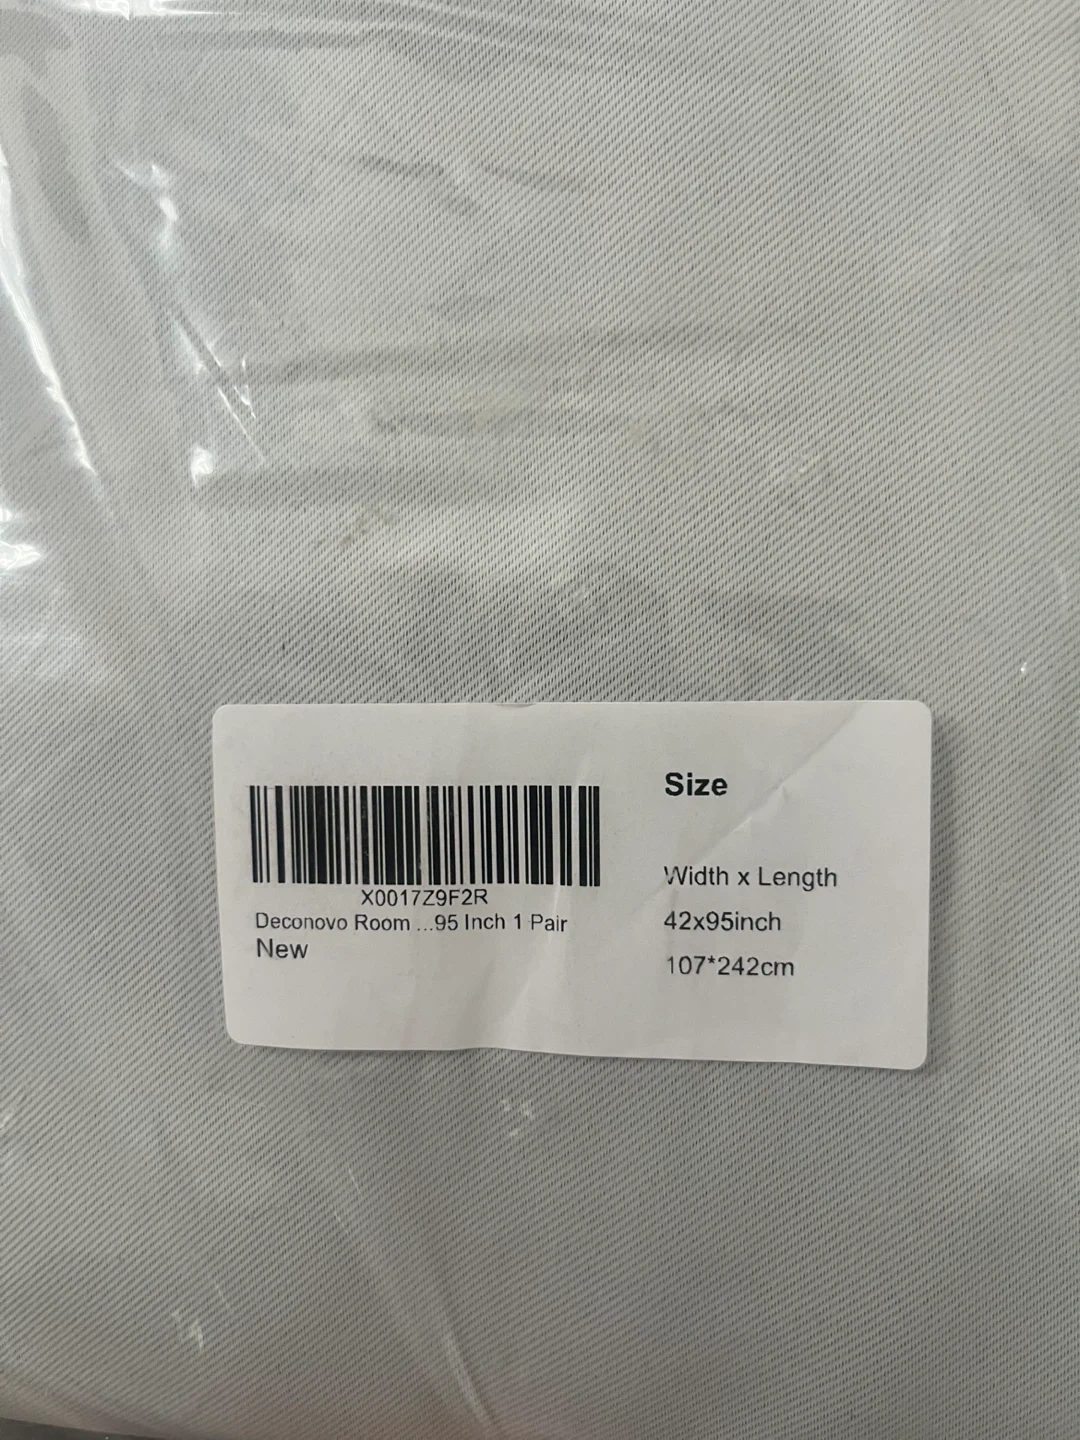 X0017Z9F2R
Deconovo Room ...95 Inch 1 Pair
New
Size
Width x Length
42x95inch
107*242cm